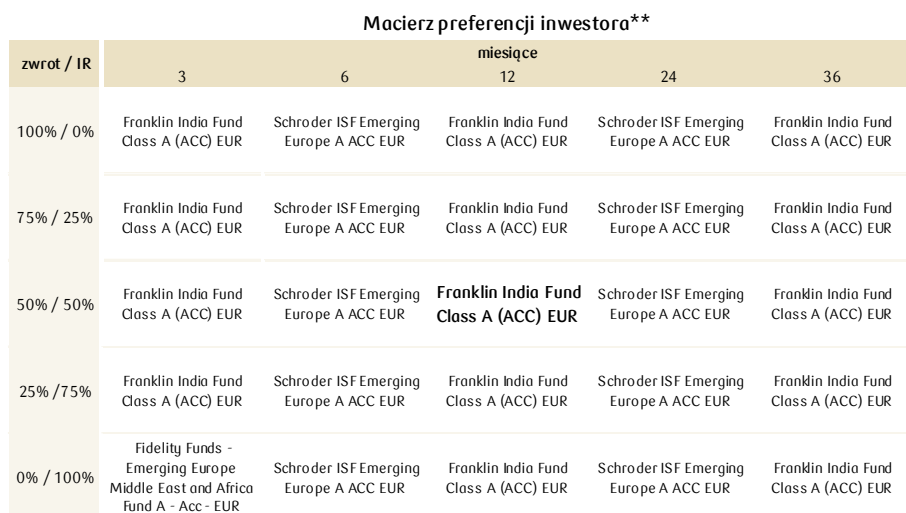 Macierz preferencji inwestora**
zwrot / IR
miesiące
3 6 12 24 36
100% / 0%
Franklin India Fund
Class A (ACC) EUR
Schroder ISF Emerging
Europe A ACC EUR
Franklin India Fund
Class A (ACC) EUR
Schroder ISF Emerging
Europe A ACC EUR
Franklin India Fund
Class A (ACC) EUR
75% / 25%
Franklin India Fund
Class A (ACC) EUR
Schroder ISF Emerging
Europe A ACC EUR
Franklin India Fund
Class A (ACC) EUR
Schroder ISF Emerging
Europe A ACC EUR
Franklin India Fund
Class A (ACC) EUR
50% / 50%
Franklin India Fund
Class A (ACC) EUR
Schroder ISF Emerging
Europe A ACC EUR
Franklin India Fund
Class A (ACC) EUR
Schroder ISF Emerging
Europe A ACC EUR
Franklin India Fund
Class A (ACC) EUR
25% /75%
Franklin India Fund
Class A (ACC) EUR
Schroder ISF Emerging
Europe A ACC EUR
Franklin India Fund
Class A (ACC) EUR
Schroder ISF Emerging
Europe A ACC EUR
Franklin India Fund
Class A (ACC) EUR
0% / 100%
Fidelity Funds -
Emerging Europe
Middle East and Africa
Fund A - Acc - EUR
Schroder ISF Emerging
Europe A ACC EUR
Franklin India Fund
Class A (ACC) EUR
Schroder ISF Emerging
Europe A ACC EUR
Franklin India Fund
Class A (ACC) EUR